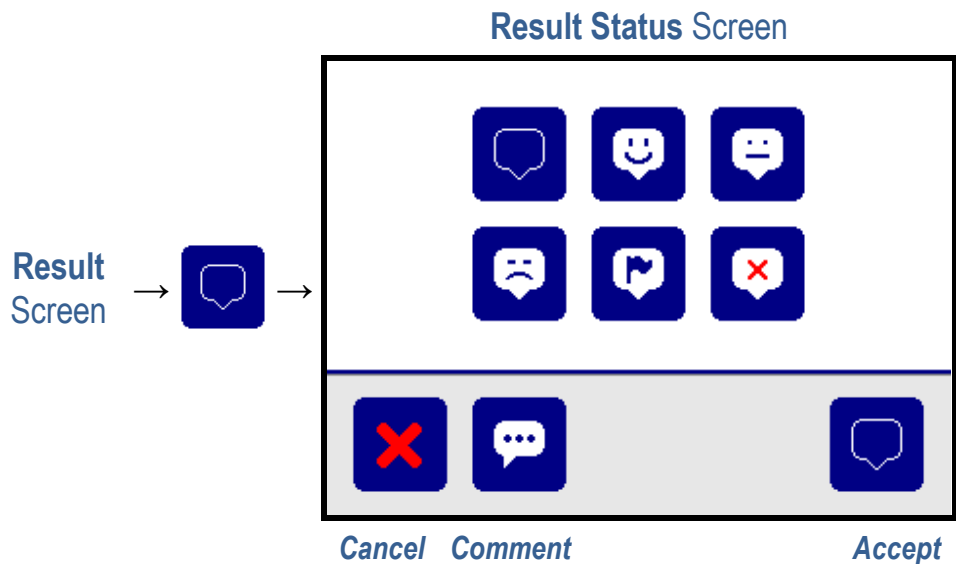 Result Status Screen
Result
Screen
→ →
Cancel Comment Accept